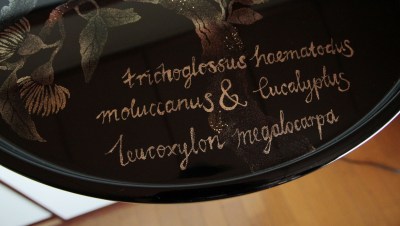 trichoglossus haematodus
moluccanus & Eucalyptus
leucoxylon megalocarpa